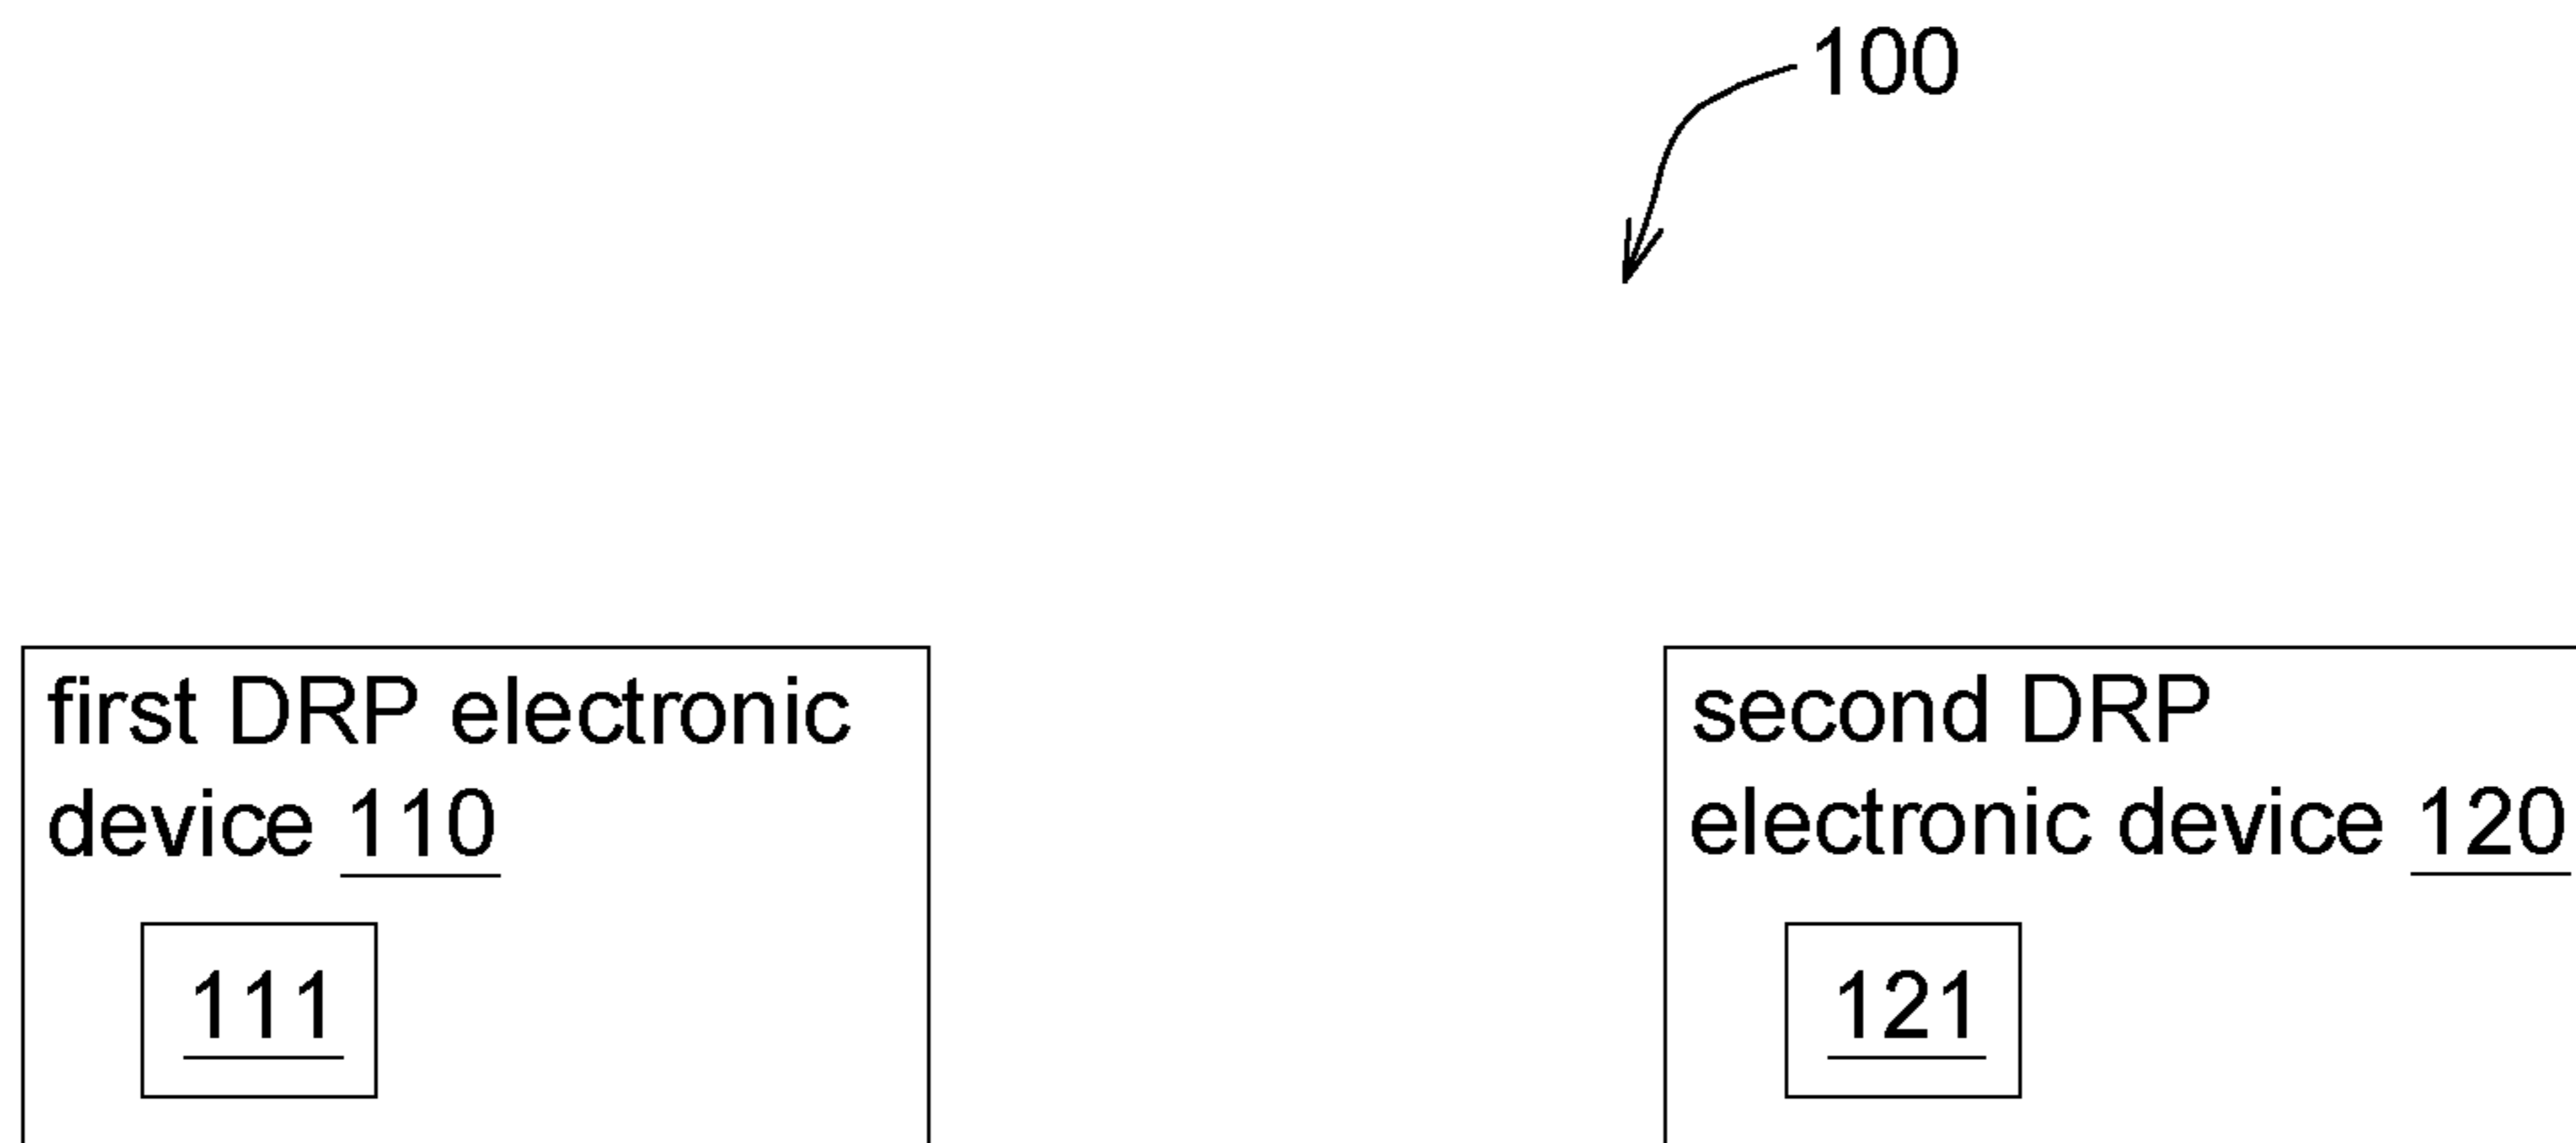 100
first DRP electronic
device 110
111
second DRP
electronic device 120
121